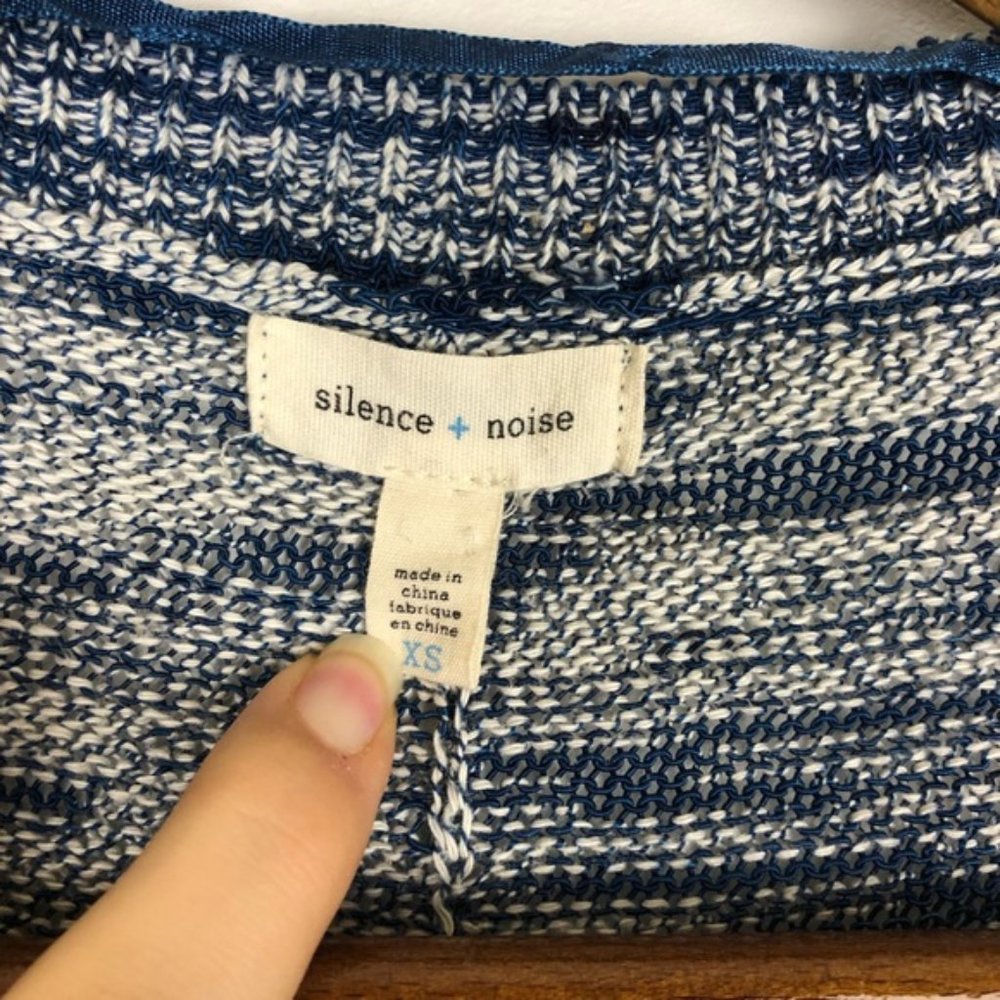 silence + noise
made in
china
fabrique
en chine
XS